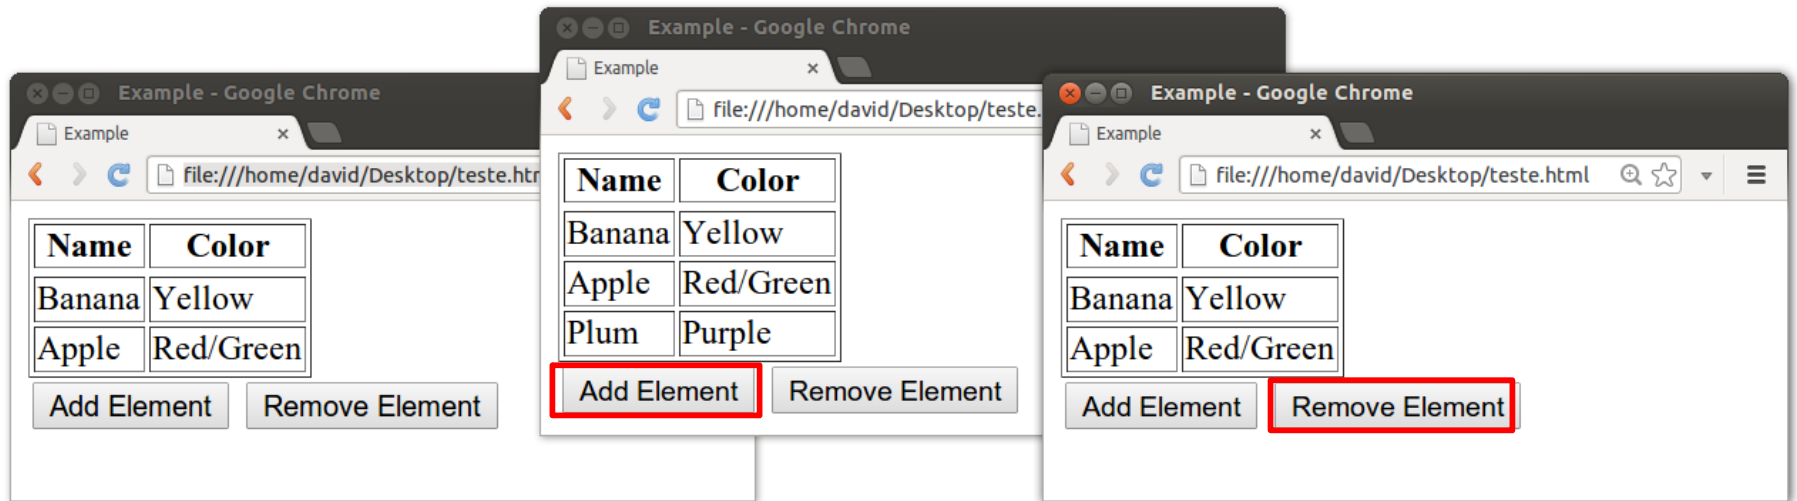 Example - Google Chrome
Example
file:///home/david/Desktop/teste.htm
Name Color
Banana Yellow
Apple Red/Green
Add Element Remove Element
Example - Google Chrome
Example
file:///home/david/Desktop/teste.
Name Color
Banana Yellow
Apple Red/Green
Plum Purple
Add Element Remove Element
Example - Google Chrome
Example
file:///home/david/Desktop/teste.html
Name Color
Banana Yellow
Apple Red/Green
Add Element Remove Element